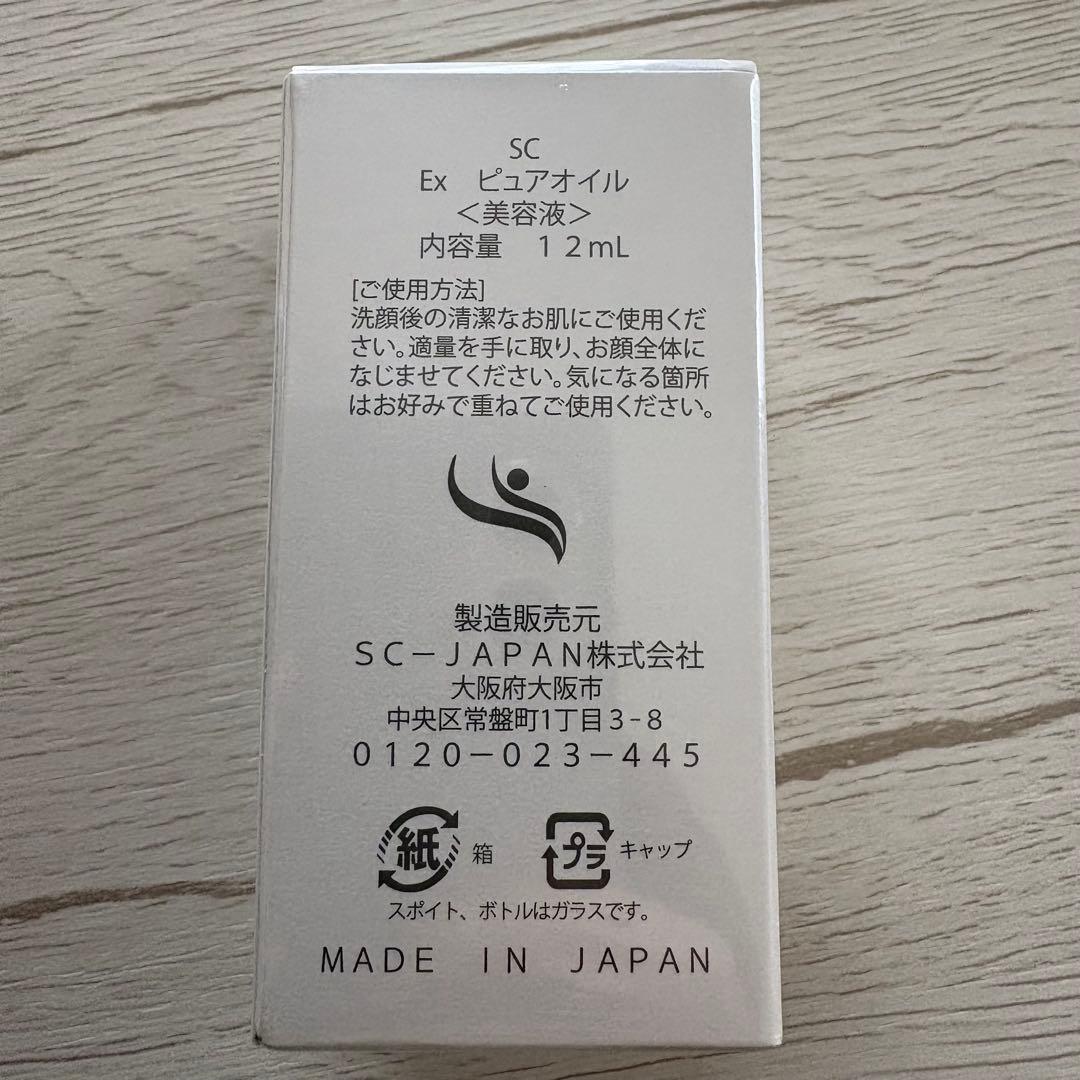 SC
Ex　ピュアオイル
＜美容液＞
内容量　１２mL
[ご使用方法]
洗顔後の清潔なお肌にご使用くだ
さい。適量を手に取り、お顔全体に
なじませてください。気になる箇所
はお好みで重ねてご使用ください。
製造販売元
ＳＣ－ＪＡＰＡＮ株式会社
大阪府大阪市
中央区常盤町1丁目３-８
０１２０－０２３－４４５
紙 箱 プラ キャップ
スポイト、ボトルはガラスです。
ＭＡＤＥ　ＩＮ　ＪＡＰＡＮ